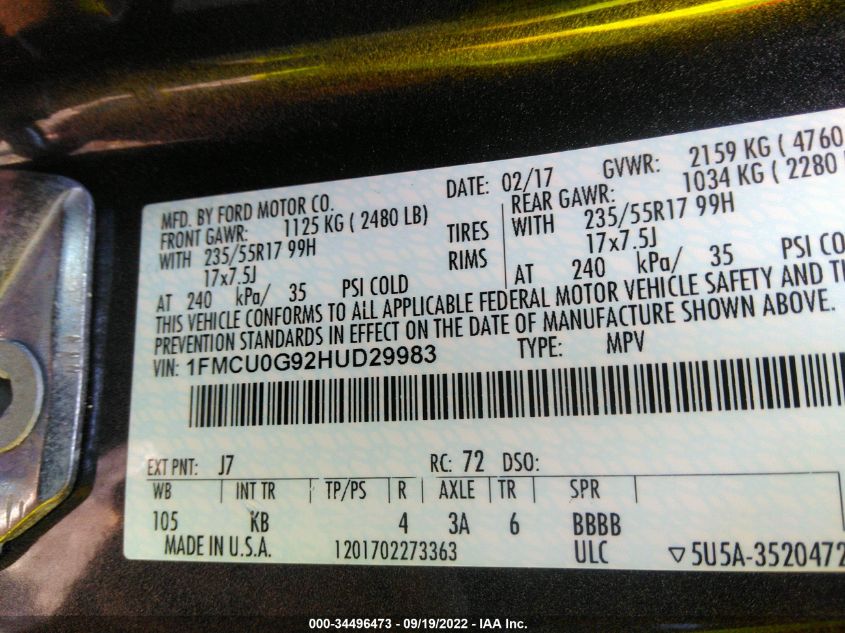 MFD. BY FORD MOTOR CO. DATE: 02/17 GVWR: 2159 KG ( 4760
FRONT GAWR: 1125 KG ( 2480 LB) REAR GAWR: 1034 KG ( 2280
WITH 235/55R17 99H TIRES WITH 235/55R17 99H
17x7.5J RIMS 17x7.5J
AT 240 kPa/ 35 PSI COLD AT 240 kPa/ 35 PSI CO
THIS VEHICLE CONFORMS TO ALL APPLICABLE FEDERAL MOTOR VEHICLE SAFETY AND
PREVENTION STANDARDS IN EFFECT ON THE DATE OF MANUFACTURE SHOWN ABOVE.
VIN: 1FMCU0G92HUD29983 TYPE: MPV
EXT PNT: J7 RC: 72 DSO:
WB INT TR TP/PS R AXLE TR SPR
105 KB 4 3A 6 BBBB
MADE IN U.S.A. 1201702273363 ULC ▽5U5A-3520472
000-34496473 - 09/19/2022 - IAA Inc.